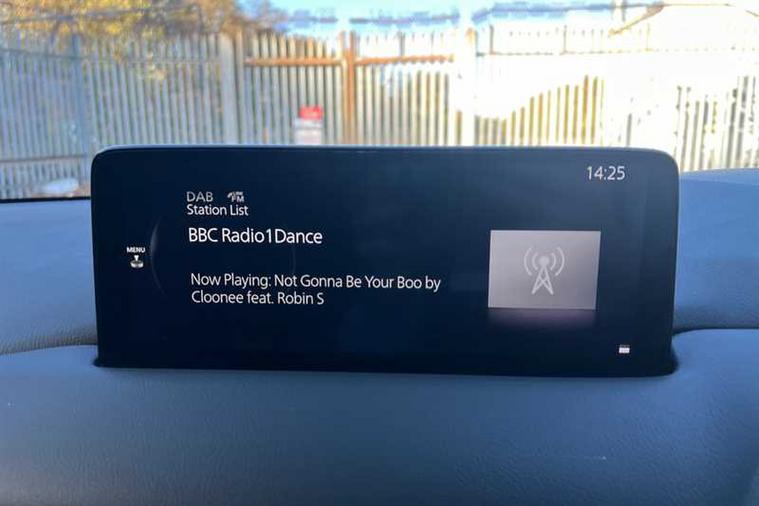 14:25
DAB FM
Station List
BBC Radio1Dance
MENU
Now Playing: Not Gonna Be Your Boo by
Cloonee feat. Robin S